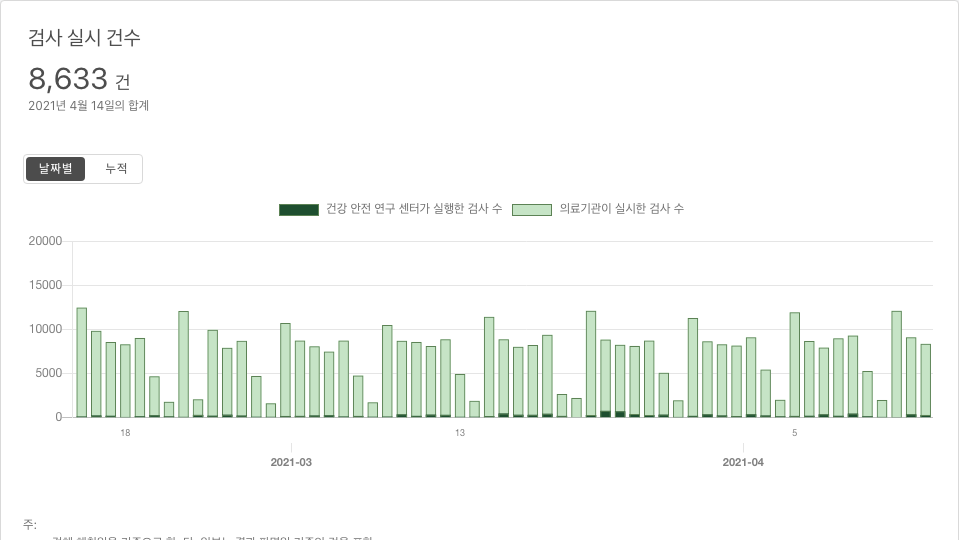 검사 실시 건수
8,633 건
2021년 4월 14일의 합계
날짜별 누적
건강 안전 연구 센터가 실행한 검사 수 의료기관이 실시한 검사 수
20000
15000
10000
5000
0
18 13 5
2021-03 2021-04
주: